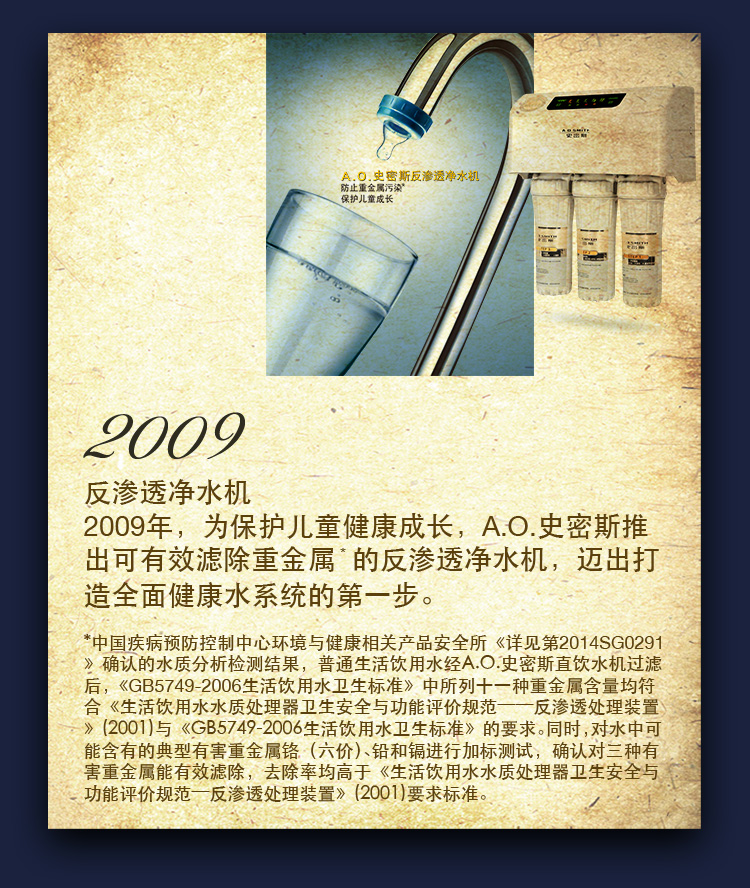 A.O.SMITH
史密斯
A.O.史密斯反渗透净水机
防止重金属污染*
保护儿童成长
2009
反渗透净水机
2009年，为保护儿童健康成长，A.O.史密斯推
出可有效滤除重金属*的反渗透净水机，迈出打
造全面健康水系统的第一步。
*中国疾病预防控制中心环境与健康相关产品安全所《详见第2014SG0291
》确认的水质分析检测结果，普通生活饮用水经A.O.史密斯直饮水机过滤
后，《GB5749-2006生活饮用水卫生标准》中所列十一种重金属含量均符
合《生活饮用水水质处理器卫生安全与功能评价规范——反渗透处理装置
》(2001)与《GB5749-2006生活饮用水卫生标准》的要求。同时，对水中可
能含有的典型有害重金属铬（六价）、铅和镉进行加标测试，确认对三种有
害重金属能有效滤除，去除率均高于《生活饮用水水质处理器卫生安全与
功能评价规范—反渗透处理装置》(2001)要求标准。